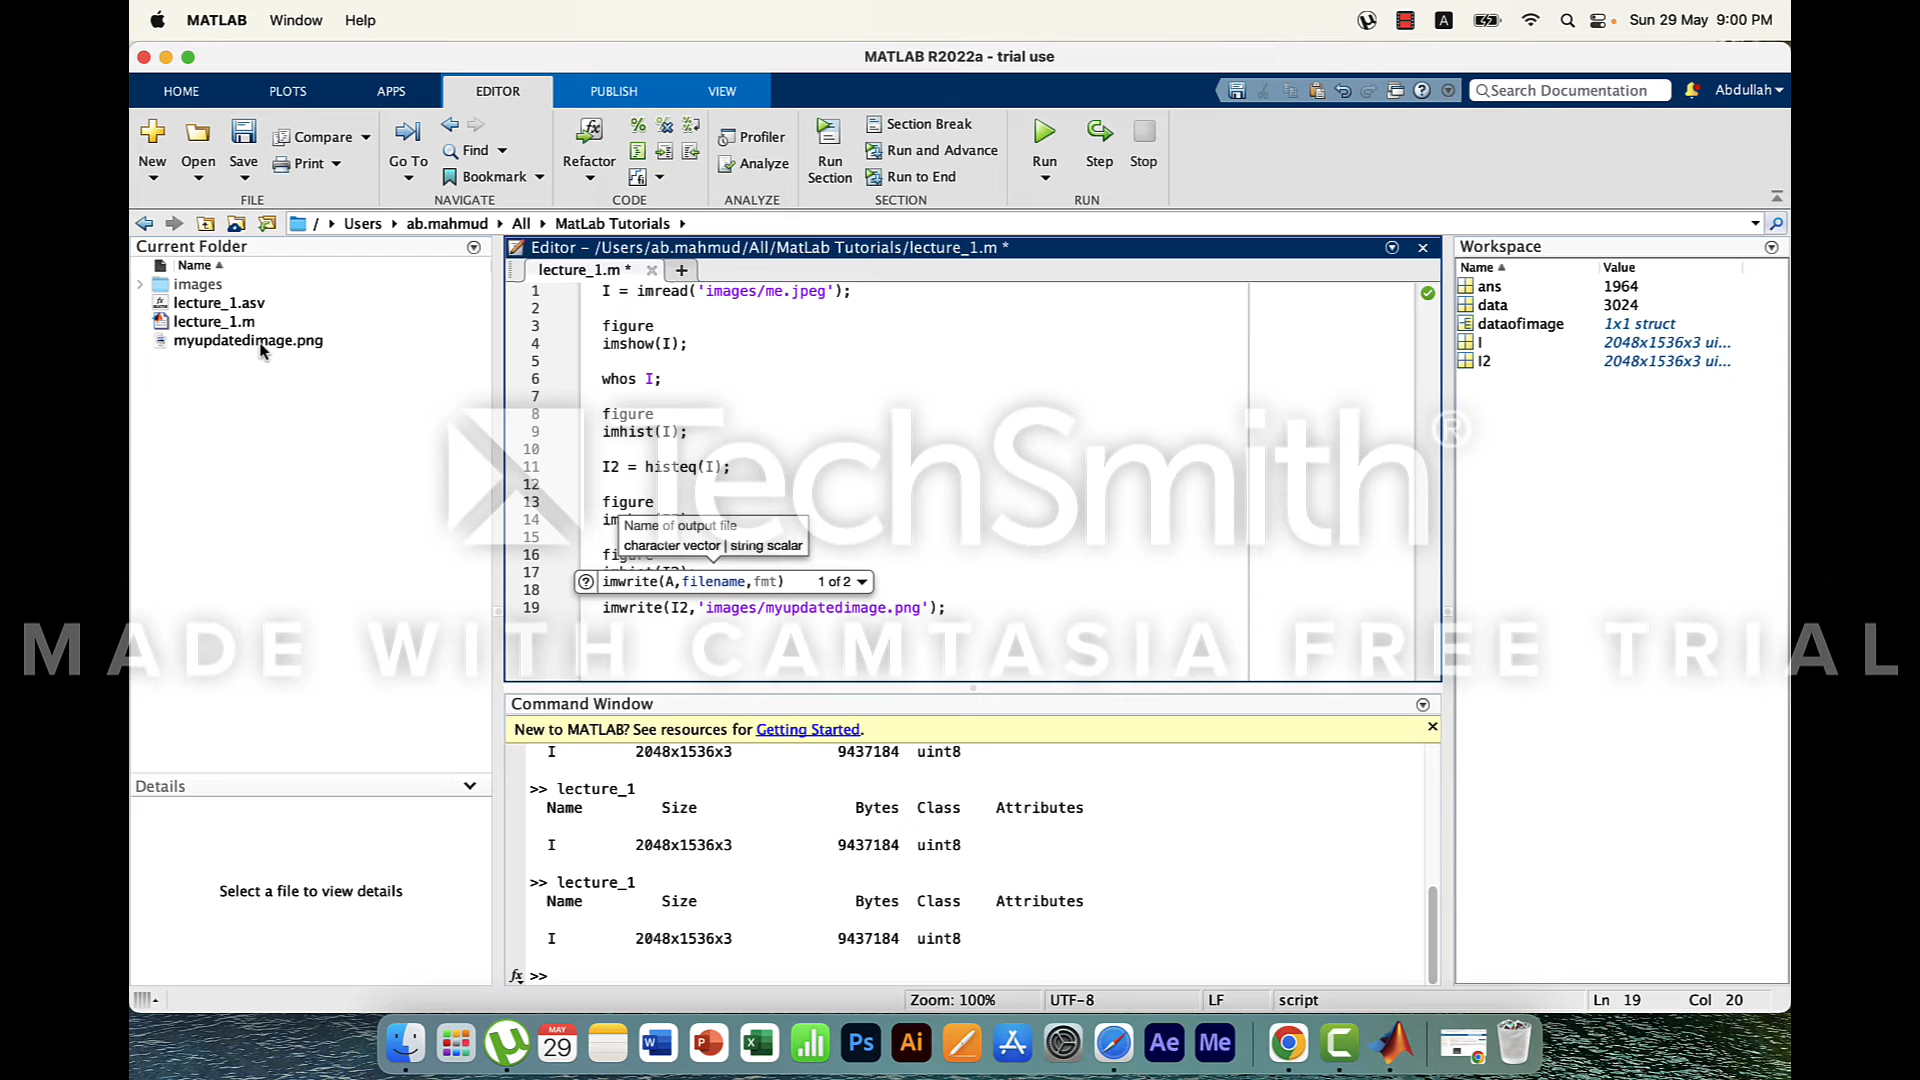 MATLAB Window Help
A Sun 29 May 9:00 PM
MATLAB R2022a - trial use
HOME PLOTS APPS EDITOR PUBLISH VIEW
Search Documentation
Abdullah
New
Open
Save
Compare
Print
FILE
Go To
Find
Bookmark
NAVIGATE
Refactor
CODE
Profiler
Analyze
ANALYZE
Run Section
Section Break
Run and Advance
Run to End
SECTION
Run
Step
Stop
RUN
/ Users ab.mahmud All MatLab Tutorials
Current Folder
Name
images
lecture_1.asv
lecture_1.m
myupdatedimage.png
Details
Select a file to view details
Editor - /Users/ab.mahmud/All/MatLab Tutorials/lecture_1.m *
lecture_1.m *
1 I = imread('images/me.jpeg');
2
3 figure
4 imshow(I);
5
6 whos I;
7
8 figure
9 imhist(I);
10
11 I2 = histeq(I);
12
13 figure
14
Name of output file
character vector | string scalar
15
16
17
imwrite(A,filename,fmt) 1 of 2
18
19 imwrite(I2,'images/myupdatedimage.png');
TechSmith®
MADE WITH CAMTASIA FREE TRIAL
Command Window
New to MATLAB? See resources for Getting Started.
I 2048x1536x3 9437184 uint8
>> lecture_1
Name Size Bytes Class Attributes
I 2048x1536x3 9437184 uint8
>> lecture_1
Name Size Bytes Class Attributes
I 2048x1536x3 9437184 uint8
fx >>
Workspace
Name Value
ans 1964
data 3024
dataofimage 1x1 struct
I 2048x1536x3 ui...
I2 2048x1536x3 ui...
Zoom: 100% UTF-8 LF script Ln 19 Col 20
MAY
29
W
P
X
Ps
Ai
Ae
Me
C